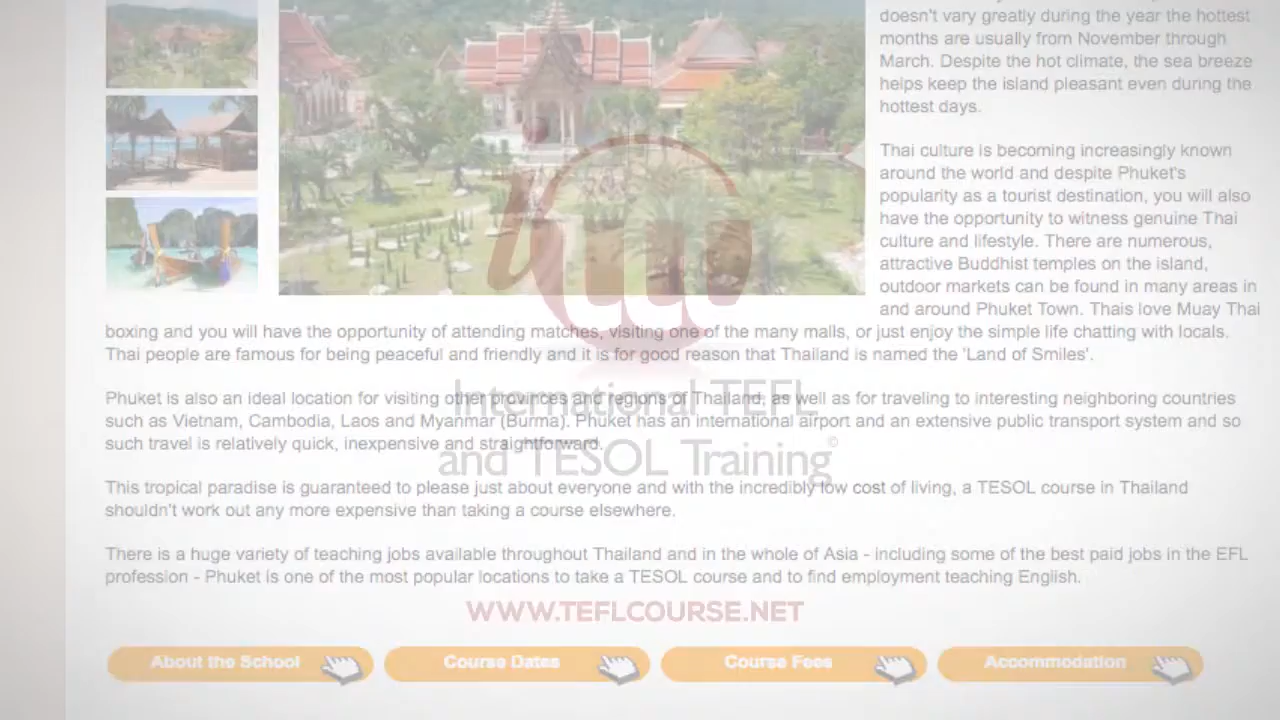 doesn't vary greatly during the year the hottest
months are usually from November through
March. Despite the hot climate, the sea breeze
helps keep the island pleasant even during the
hottest days.
Thai culture is becoming increasingly known
around the world and despite Phuket's
popularity as a tourist destination, you will also
have the opportunity to witness genuine Thai
culture and lifestyle. There are numerous,
attractive Buddhist temples on the island,
outdoor markets can be found in many areas in
and around Phuket Town. Thais love Muay Thai
boxing and you will have the opportunity of attending matches, visiting one of the many malls, or just enjoy the simple life chatting with locals.
Thai people are famous for being peaceful and friendly and it is for good reason that Thailand is named the 'Land of Smiles'.
Phuket is also an ideal location for visiting other provinces and regions of Thailand, as well as for traveling to interesting neighboring countries
such as Vietnam, Cambodia, Laos and Myanmar (Burma). Phuket has an international airport and an extensive public transport system and so
such travel is relatively quick, inexpensive and straightforward.
International TEFL
and TESOL Training©
This tropical paradise is guaranteed to please just about everyone and with the incredibly low cost of living, a TESOL course in Thailand
shouldn't work out any more expensive than taking a course elsewhere.
There is a huge variety of teaching jobs available throughout Thailand and in the whole of Asia - including some of the best paid jobs in the EFL
profession - Phuket is one of the most popular locations to take a TESOL course and to find employment teaching English.
WWW.TEFLCOURSE.NET
About the School
Course Dates
Course Fees
Accommodation